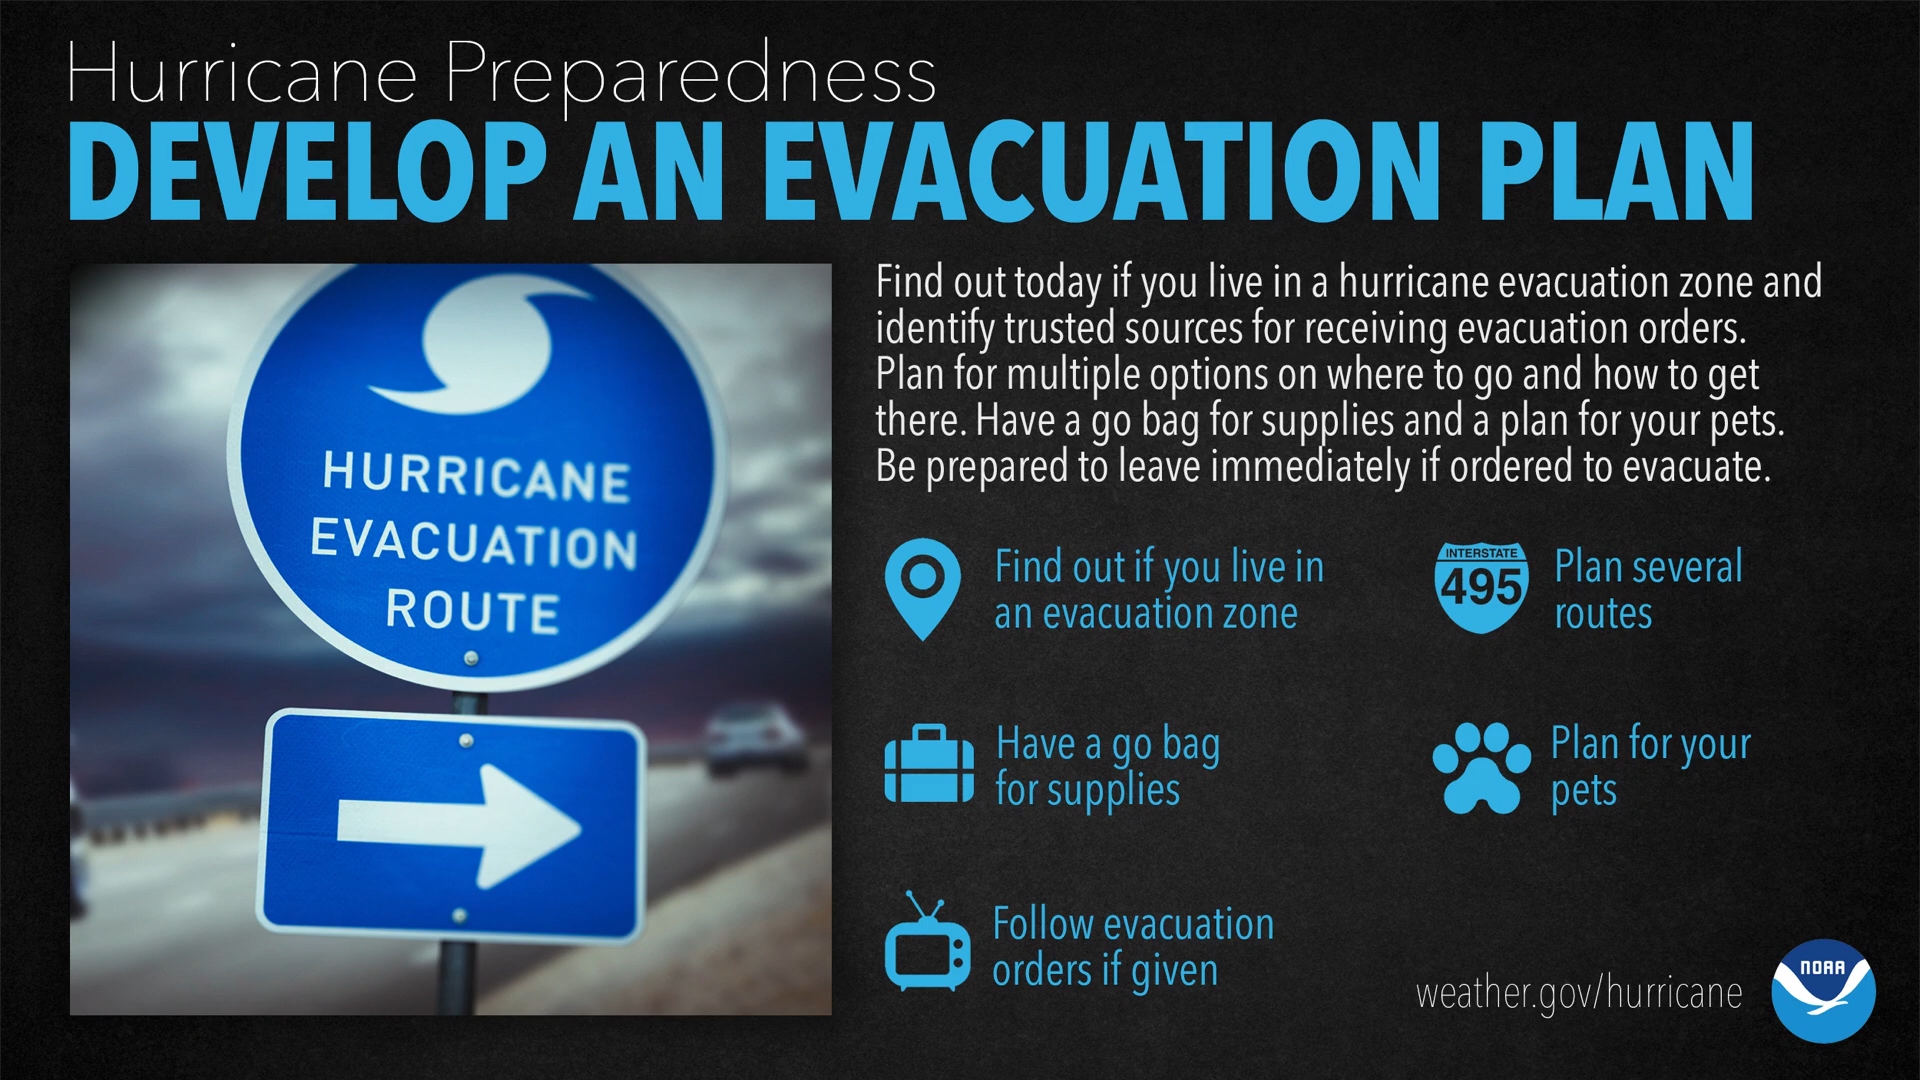 Hurricane Preparedness
DEVELOP AN EVACUATION PLAN
HURRICANE
EVACUATION
ROUTE
Find out today if you live in a hurricane evacuation zone and
identify trusted sources for receiving evacuation orders.
Plan for multiple options on where to go and how to get
there. Have a go bag for supplies and a plan for your pets.
Be prepared to leave immediately if ordered to evacuate.
Find out if you live in
an evacuation zone
INTERSTATE
495
Plan several
routes
Have a go bag
for supplies
Plan for your
pets
Follow evacuation
orders if given
weather.gov/hurricane
NOAA